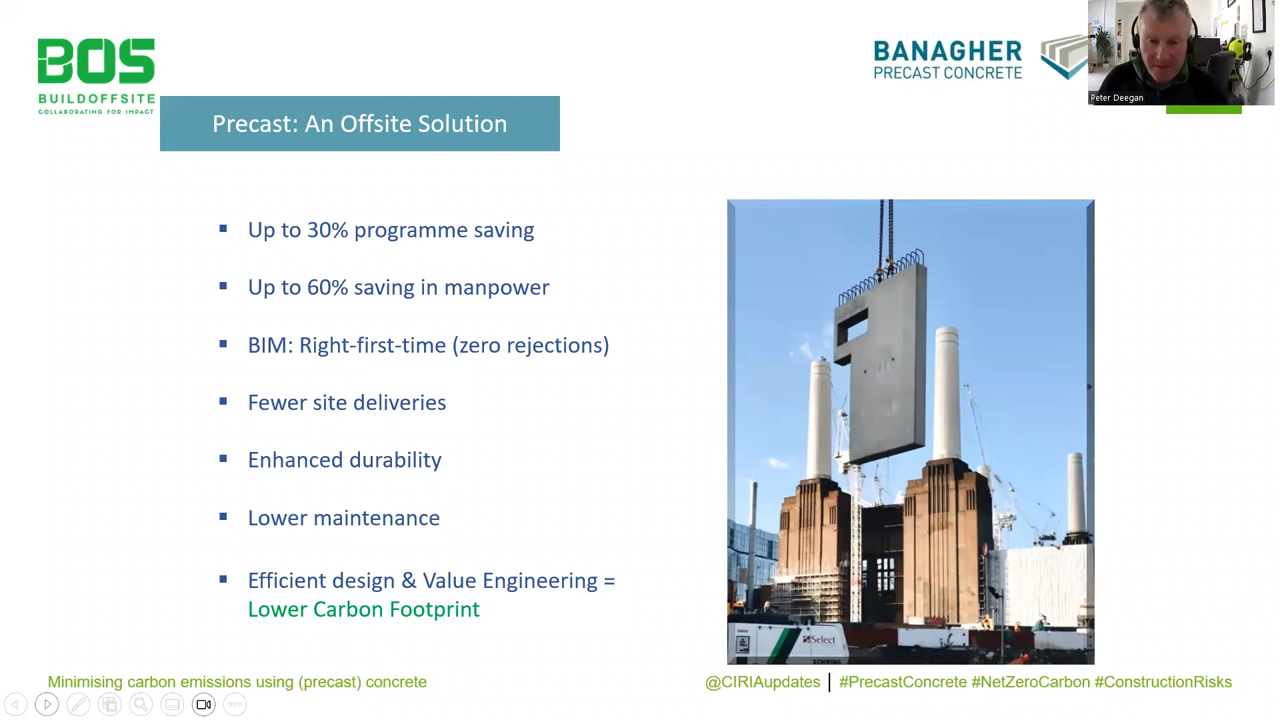 BOS
BUILDOFFSITE
COLLABORATING FOR IMPACT
BANAGHER
PRECAST CONCRETE
Peter Deegan
Precast: An Offsite Solution
Up to 30% programme saving
Up to 60% saving in manpower
BIM: Right-first-time (zero rejections)
Fewer site deliveries
Enhanced durability
Lower maintenance
Efficient design & Value Engineering =
Lower Carbon Footprint
Select
Minimising carbon emissions using (precast) concrete
@CIRIAupdates | #PrecastConcrete #NetZeroCarbon #ConstructionRisks